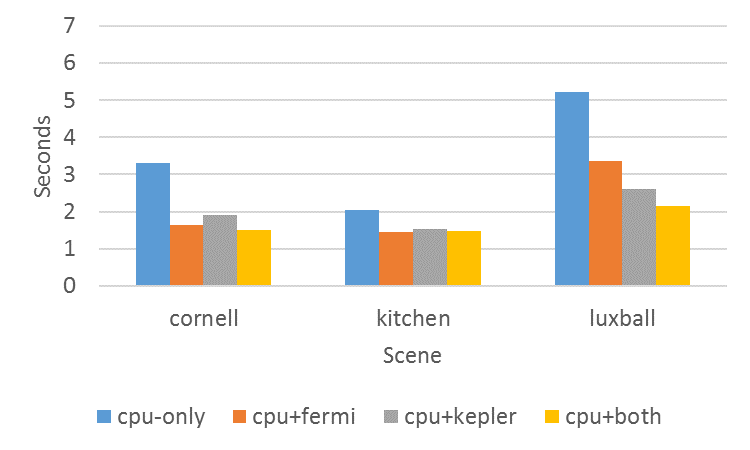 7
6
5
4
3
2
1
0
Seconds
cornell kitchen luxball
Scene
cpu-only cpu+fermi cpu+kepler cpu+both